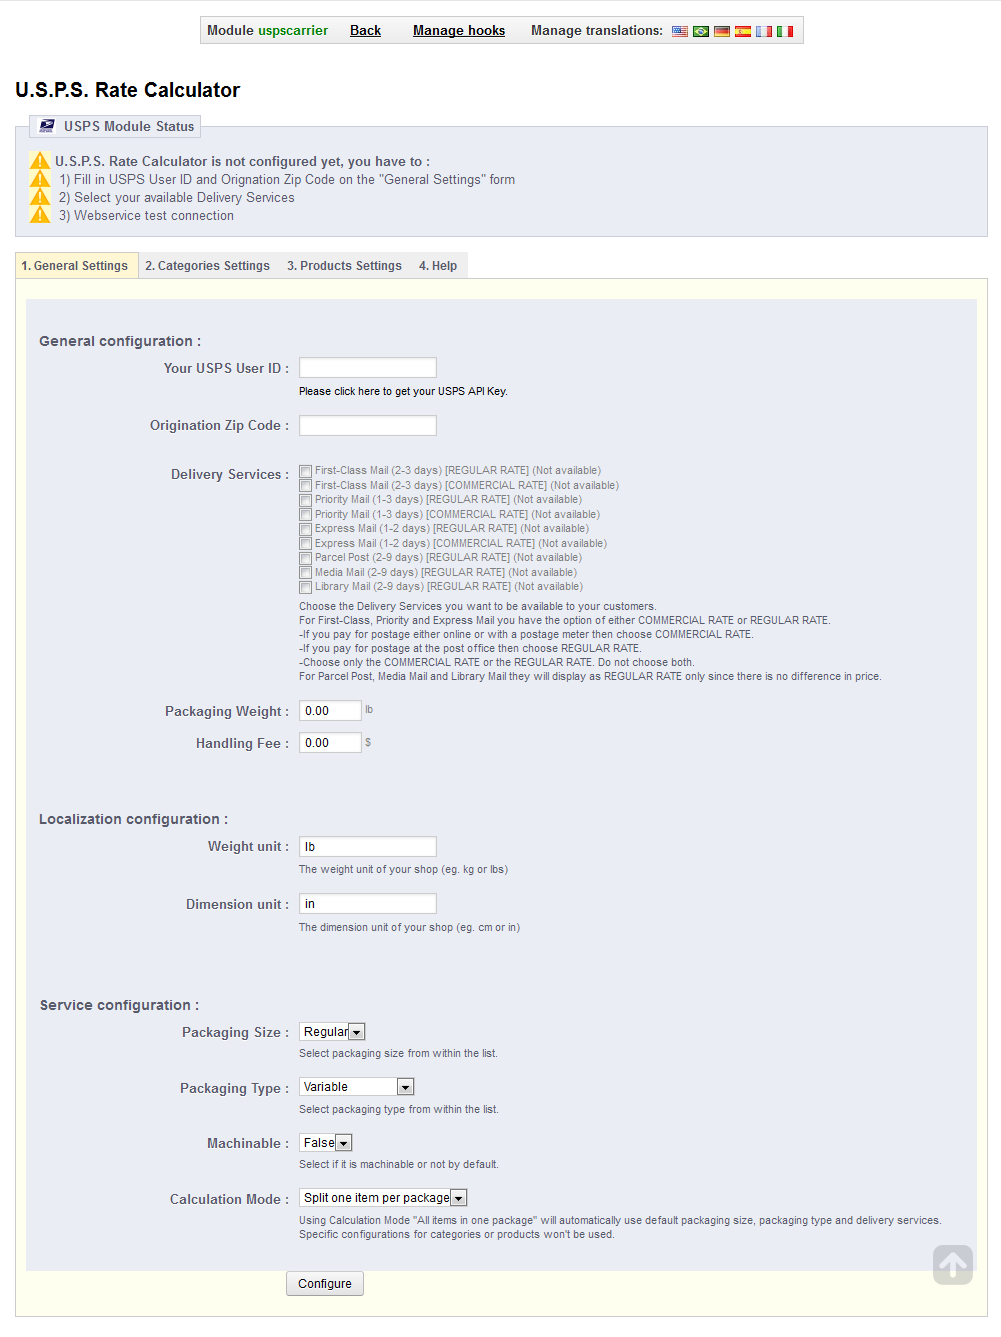 Module uspscarrier Back Manage hooks Manage translations:
U.S.P.S. Rate Calculator
USPS Module Status
U.S.P.S. Rate Calculator is not configured yet, you have to :
1) Fill in USPS User ID and Orignation Zip Code on the "General Settings" form
2) Select your available Delivery Services
3) Webservice test connection
1. General Settings 2. Categories Settings 3. Products Settings 4. Help
General configuration :
Your USPS User ID :
Please click here to get your USPS API Key.
Origination Zip Code :
Delivery Services :
First-Class Mail (2-3 days) [REGULAR RATE] (Not available)
First-Class Mail (2-3 days) [COMMERCIAL RATE] (Not available)
Priority Mail (1-3 days) [REGULAR RATE] (Not available)
Priority Mail (1-3 days) [COMMERCIAL RATE] (Not available)
Express Mail (1-2 days) [REGULAR RATE] (Not available)
Express Mail (1-2 days) [COMMERCIAL RATE] (Not available)
Parcel Post (2-9 days) [REGULAR RATE] (Not available)
Media Mail (2-9 days) [REGULAR RATE] (Not available)
Library Mail (2-9 days) [REGULAR RATE] (Not available)
Choose the Delivery Services you want to be available to your customers.
For First-Class, Priority and Express Mail you have the option of either COMMERCIAL RATE or REGULAR RATE.
-If you pay for postage either online or with a postage meter then choose COMMERCIAL RATE.
-If you pay for postage at the post office then choose REGULAR RATE.
-Choose only the COMMERCIAL RATE or the REGULAR RATE. Do not choose both.
For Parcel Post, Media Mail and Library Mail they will display as REGULAR RATE only since there is no difference in price.
Packaging Weight : 0.00 lb
Handling Fee : 0.00 $
Localization configuration :
Weight unit : lb
The weight unit of your shop (eg. kg or lbs)
Dimension unit : in
The dimension unit of your shop (eg. cm or in)
Service configuration :
Packaging Size : Regular
Select packaging size from within the list.
Packaging Type : Variable
Select packaging type from within the list.
Machinable : False
Select if it is machinable or not by default.
Calculation Mode : Split one item per package
Using Calculation Mode "All items in one package" will automatically use default packaging size, packaging type and delivery services.
Specific configurations for categories or products won't be used.
Configure